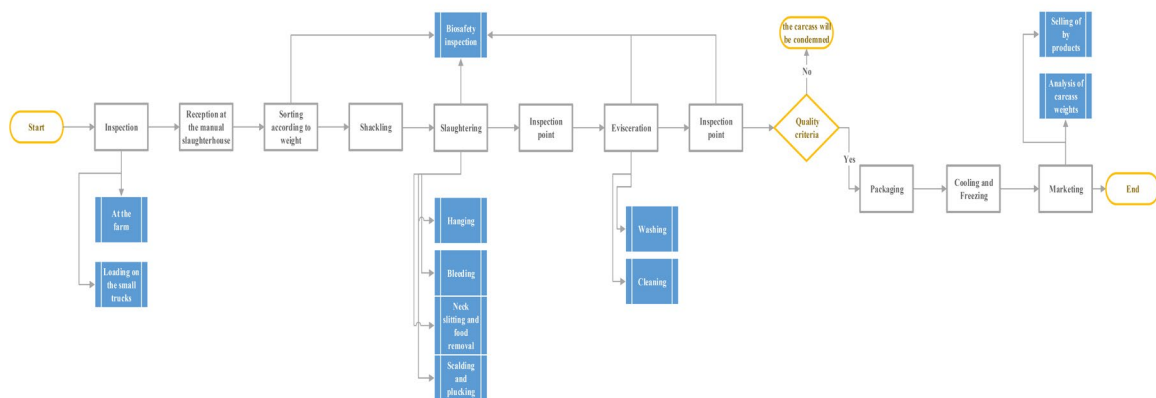 Start
Inspection
At the
farm
Loading on
the small
trucks
Reception at
the manual
slaughterhouse
Sorting
according to
weight
Shackling
Biosafety
inspection
Slaughtering
Hanging
Bleeding
Neck
slitting and
food
removal
Scalding
and
plucking
Inspection
point
Evisceration
Washing
Cleaning
Inspection
point
the carcass will
be condemned
No
Quality
criteria
Yes
Packaging
Cooling and
Freezing
Selling of
by
products
Analysis of
carcass
weights
Marketing
End